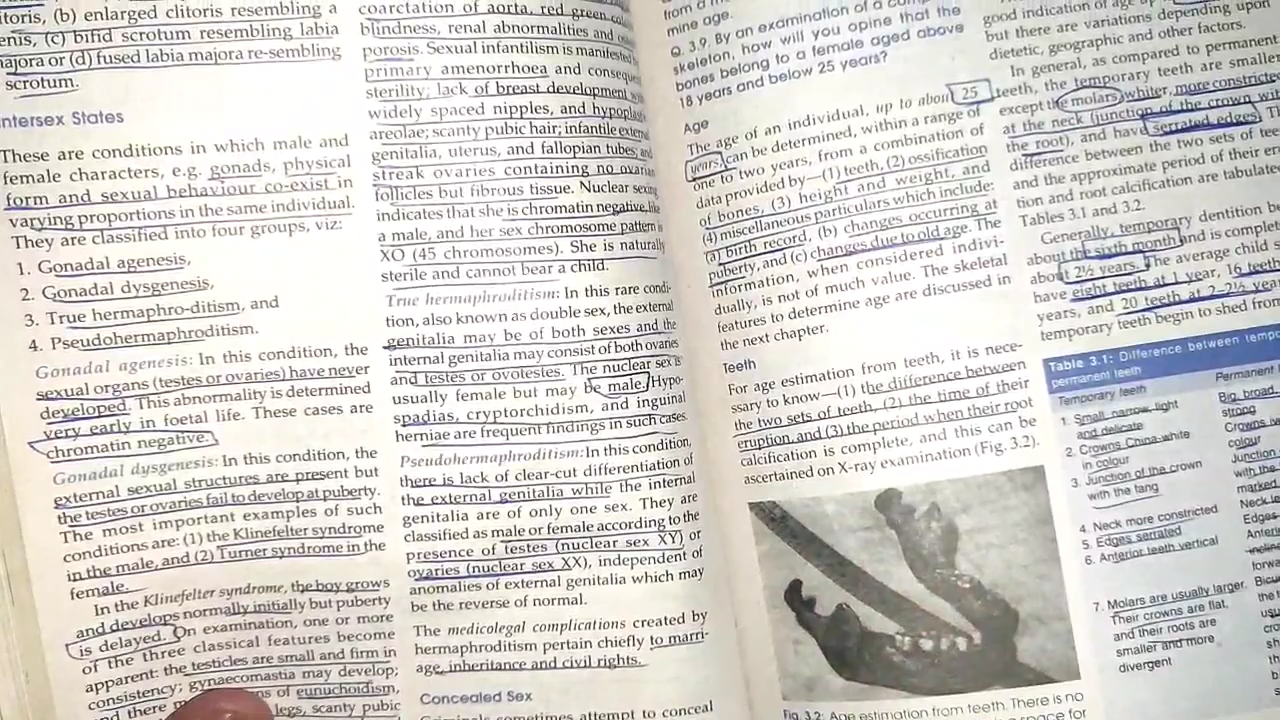 itoris, (b) enlarged clitoris resembling a
enis, (c) bifid scrotum resembling labia
ajora or (d) fused labia majora re-sembling
scrotum.
ntersex States
These are conditions in which male and
female characters, e.g. gonads, physical
form and sexual behaviour co-exist in
varying proportions in the same individual.
They are classified into four groups, viz:
1. Gonadal agenesis,
2. Gonadal dysgenesis,
3. True hermaphro-ditism, and
4. Pseudohermaphroditism.
Gonadal agenesis: In this condition, the
sexual organs (testes or ovaries) have never
developed. This abnormality is determined
very early in foetal life. These cases are
chromatin negative.
Gonadal dysgenesis: In this condition, the
external sexual structures are present but
the testes or ovaries fail to develop at puberty.
The most important examples of such
conditions are: (1) the Klinefelter syndrome
in the male, and (2) Turner syndrome in the
female.
In the Klinefelter syndrome, the boy grows
and develops normally initially but puberty
is delayed. On examination, one or more
of the three classical features become
apparent: the testicles are small and firm in
consistency; gynaecomastia may develop;
nd there of eunuchoidism,
legs, scanty pubic
coarctation of aorta, red green
blindness, renal abnormalities and
porosis. Sexual infantilism is manifested
primary amenorrhoea and
sterility; lack of breast development
widely spaced nipples, and
areolae; scanty pubic hair; infantile
genitalia, uterus, and fallopian tubes;
streak ovaries containing no ovarian
follicles but fibrous tissue. Nuclear sexing
indicates that she is chromatin negative, like
a male, and her sex chromosome pattern is
XO (45 chromosomes). She is naturally
sterile and cannot bear a child.
True hermaphroditism: In this rare condi-
tion, also known as double sex, the external
genitalia may be of both sexes and the
internal genitalia may consist of both ovaries
and testes or ovotestes. The nuclear sex is
usually female but may be male. Hypo-
spadias, cryptorchidism, and inguinal
herniae are frequent findings in such cases.
Pseudohermaphroditism: In this condition,
there is lack of clear-cut differentiation of
the external genitalia while the internal
genitalia are of only one sex. They are
classified as male or female according to the
presence of testes (nuclear sex XY) or
ovaries (nuclear sex XX), independent of
anomalies of external genitalia which may
be the reverse of normal.
The medicolegal complications created by
hermaphroditism pertain chiefly to marri-
age, inheritance and civil rights.
Concealed Sex
sometimes attempt to conceal
from a
mine age.
Q. 3.9. By an examination of a
skeleton, how will you opine that the
bones belong to a female aged above
18 years and below 25 years?
Age
The age of an individual, up to about 25
years, can be determined, within a range of
one to two years, from a combination of
data provided by—(1) teeth, (2) ossification
of bones, (3) height and weight, and
(4) miscellaneous particulars which include:
(a) birth record, (b) changes occurring at
puberty, and (c) changes due to old age. The
information, when considered indivi-
dually, is not of much value. The skeletal
features to determine age are discussed in
the next chapter.
Teeth
For age estimation from teeth, it is nece-
ssary to know—(1) the difference between
the two sets of teeth, (2) the time of their
eruption, and (3) the period when their root
calcification is complete, and this can be
ascertained on X-ray examination (Fig. 3.2).
Fig. 3.2: Age estimation from teeth. There is no
space for
good indication of age
but there are variations depending upon
dietetic, geographic and other factors.
In general, as compared to permanent
teeth, the temporary teeth are smaller
except the molars, whiter, more constricted
at the neck (junction of the crown with
the root), and have serrated edges.
difference between the two sets of
and the approximate period of their
tion and root calcification are tabulated
Tables 3.1 and 3.2.
Generally, temporary dentition
about the sixth month and is
about 2½ years. The average child
have eight teeth at 1 year, 16 teeth
years, and 20 teeth at 2–2½ years
temporary teeth begin to shed from
Table 3.1: Difference between
permanent teeth
Temporary teeth
1. Small, narrow, light
and delicate
2. Crowns China-white
in colour
3. Junction of the crown
with the fang
4. Neck more constricted
5. Edges serrated
6. Anterior teeth vertical
7. Molars are usually larger.
Their crowns are flat,
and their roots are
smaller and more
divergent
Permanent
Big, broad
strong
Crowns
colour
Junction
with the
marked
Neck
Edges